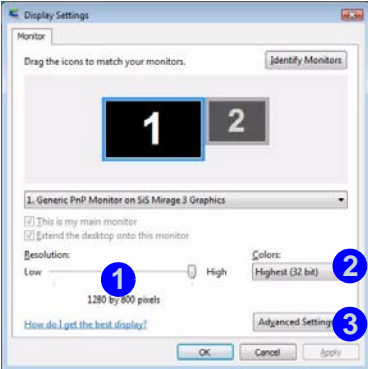 Display Settings
Monitor
Drag the icons to match your monitors.
Identify Monitors
1
2
1. Generic PnP Monitor on SiS Mirage 3 Graphics
This is my main monitor
Extend the desktop onto this monitor
Resolution:
Colors:
Low
High
Highest (32 bit)
2
1
1280 by 800 pixels
How do I get the best display?
Advanced Settings
3
OK
Cancel
Apply